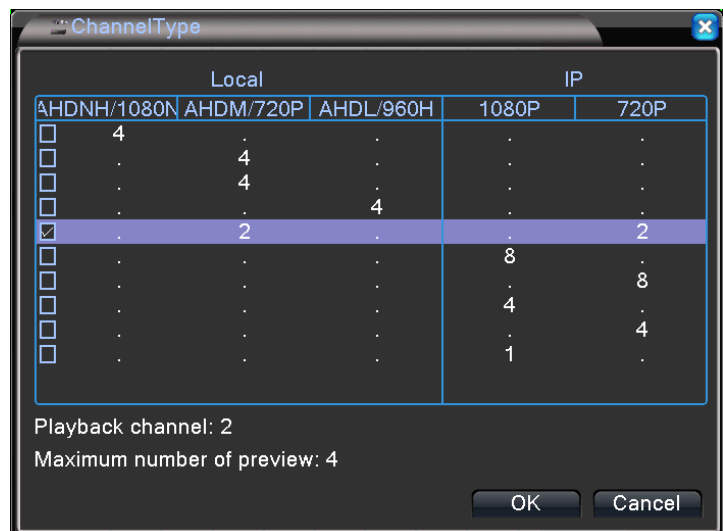 ChannelType
Local IP
AHDNH/1080N AHDM/720P AHDL/960H 1080P 720P
4 . . . .
. 4 . . .
. 4 . . .
. . 4 . .
. 2 . . 2
. . . 8 .
. . . . 8
. . . 4 .
. . . . 4
. . . 1 .
Playback channel: 2
Maximum number of preview: 4
OK Cancel